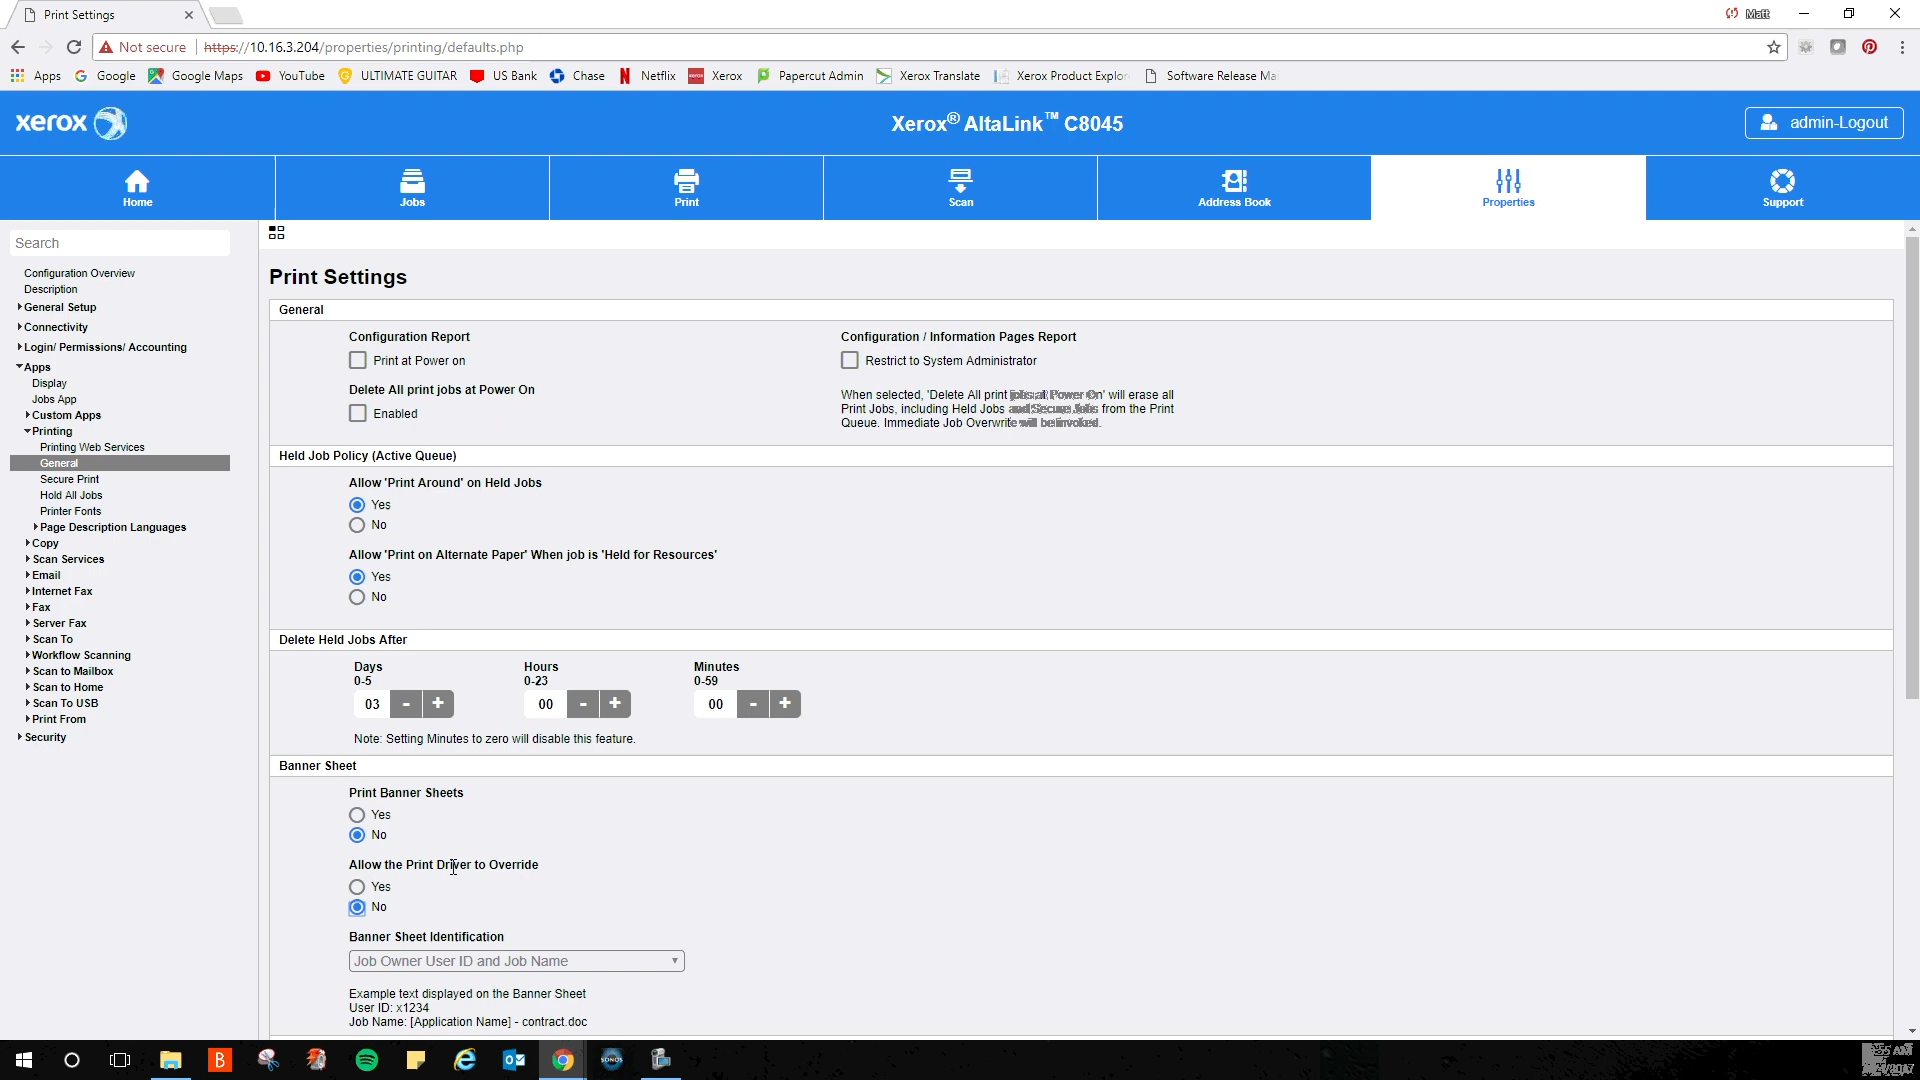 Print Settings
Matt
Not secure
https://10.16.3.204/properties/printing/defaults.php
Apps
Google
Google Maps
YouTube
ULTIMATE GUITAR
US Bank
Chase
Netflix
Xerox
Papercut Admin
Xerox Translate
Xerox Product Explor
Software Release Ma
xerox
Xerox® AltaLink™ C8045
admin-Logout
Home
Jobs
Print
Scan
Address Book
Properties
Support
Search
Configuration Overview
Description
General Setup
Connectivity
Login/ Permissions/ Accounting
Apps
Display
Jobs App
Custom Apps
Printing
Printing Web Services
General
Secure Print
Hold All Jobs
Printer Fonts
Page Description Languages
Copy
Scan Services
Email
Internet Fax
Fax
Server Fax
Scan To
Workflow Scanning
Scan to Mailbox
Scan to Home
Scan To USB
Print From
Security
Print Settings
General
Configuration Report
Print at Power on
Delete All print jobs at Power On
Enabled
Configuration / Information Pages Report
Restrict to System Administrator
When selected, 'Delete All print jobs at Power On' will erase all
Print Jobs, including Held Jobs and Secure Jobs from the Print
Queue. Immediate Job Overwrite will be invoked.
Held Job Policy (Active Queue)
Allow 'Print Around' on Held Jobs
Yes
No
Allow 'Print on Alternate Paper' When job is 'Held for Resources'
Yes
No
Delete Held Jobs After
Days
0-5
03 - +
Hours
0-23
00 - +
Minutes
0-59
00 - +
Note: Setting Minutes to zero will disable this feature.
Banner Sheet
Print Banner Sheets
Yes
No
Allow the Print Driver to Override
Yes
No
Banner Sheet Identification
Job Owner User ID and Job Name
Example text displayed on the Banner Sheet
User ID: x1234
Job Name: [Application Name] - contract.doc
B
SONOS